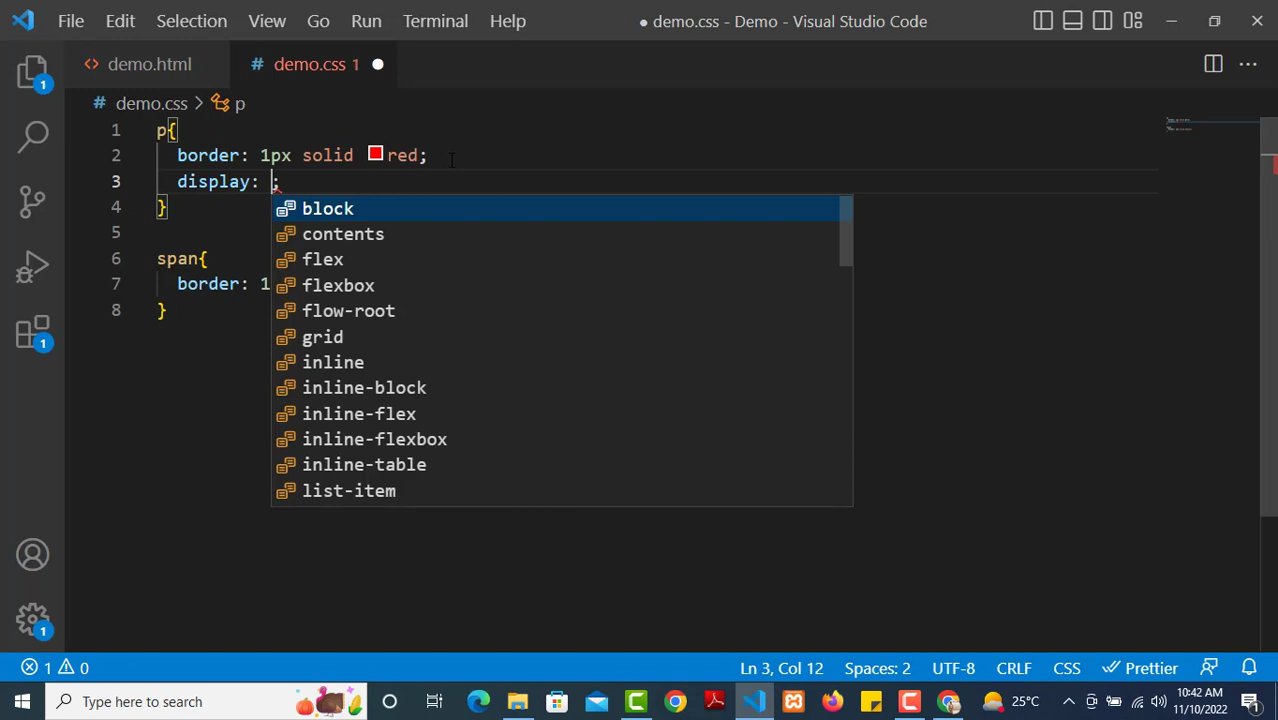 File Edit Selection View Go Run Terminal Help ● demo.css - Demo - Visual Studio Code
<> demo.html # demo.css 1 ●
# demo.css > p
1 p{
2 border: 1px solid red;
3 display: ;
4 }
5
6 span{
7 border: 1
8 }
block
contents
flex
flexbox
flow-root
grid
inline
inline-block
inline-flex
inline-flexbox
inline-table
list-item
1
1
1
1 0 Ln 3, Col 12 Spaces: 2 UTF-8 CRLF CSS Prettier
Type here to search 25°C 10:42 AM
11/10/2022 1